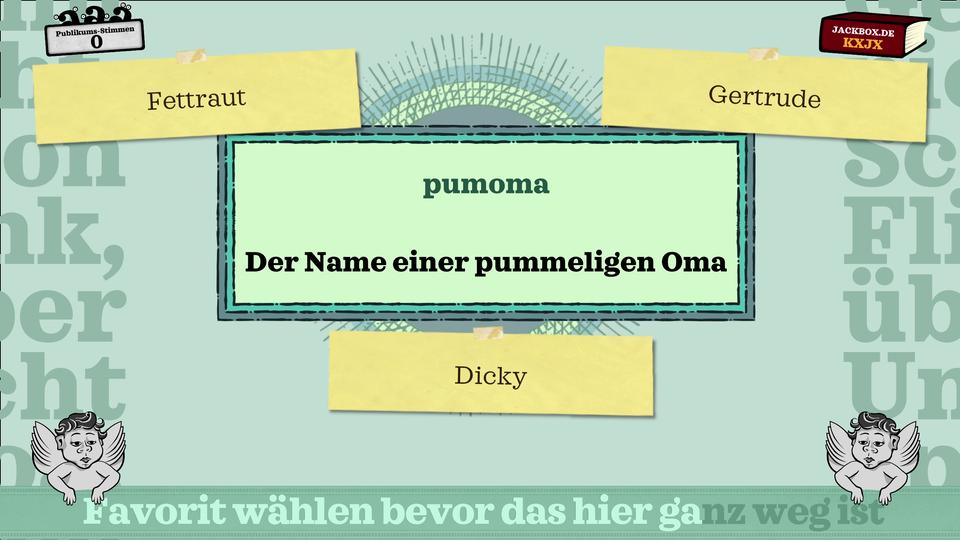 Publikums-Stimmen
0
JACKBOX.DE
KXJX
Fettraut
Gertrude
pumoma
Der Name einer pummeligen Oma
Dicky
Favorit wählen bevor das hier ganz weg ist